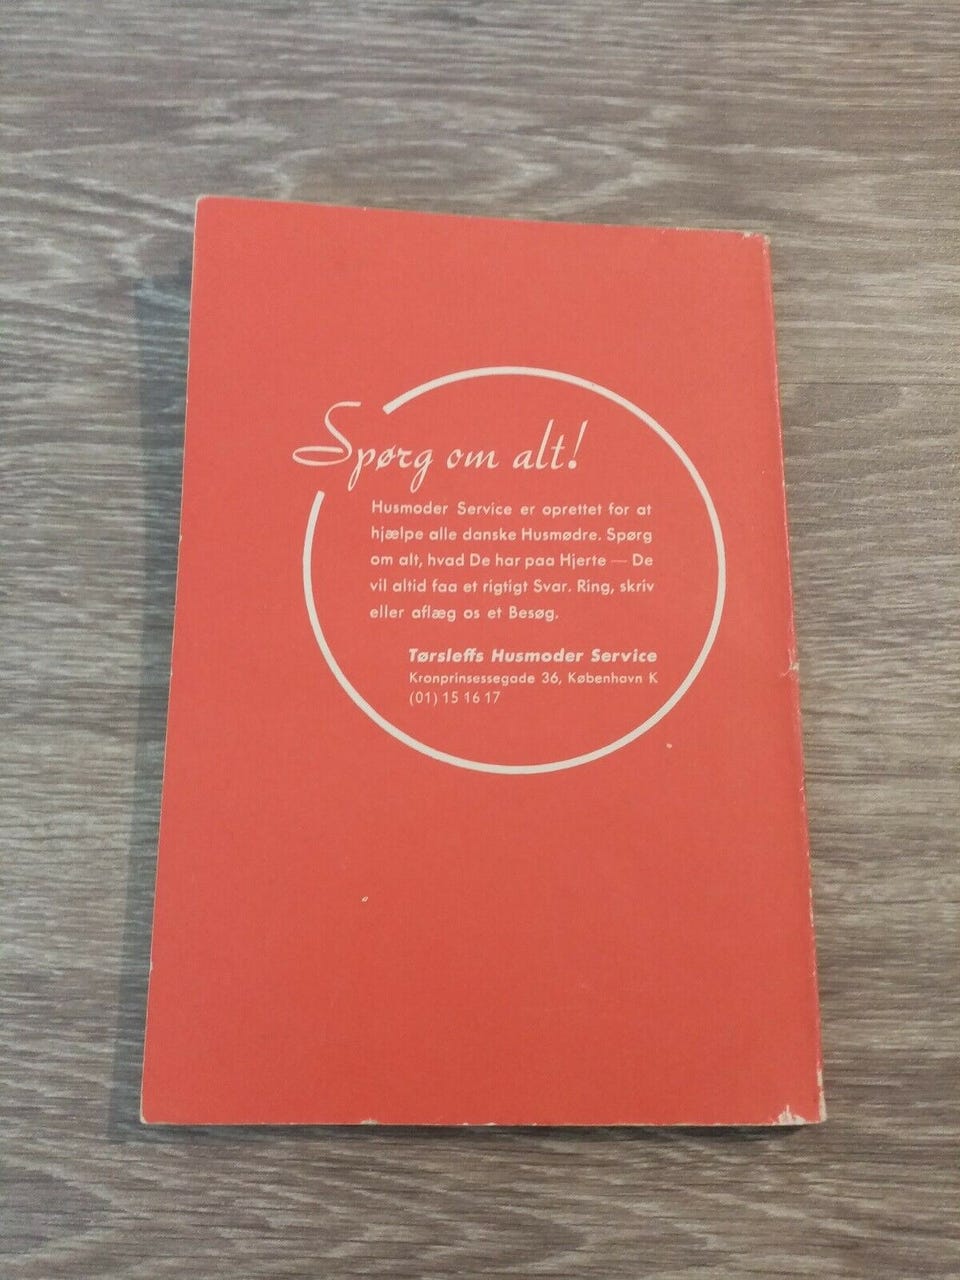 Spørg om alt!
Husmoder Service er oprettet for at
hjælpe alle danske Husmødre. Spørg
om alt, hvad De har paa Hjerte — De
vil altid faa et rigtigt Svar. Ring, skriv
eller aflæg os et Besøg.
Tørsleffs Husmoder Service
Kronprinsessegade 36, København K
(01) 15 16 17